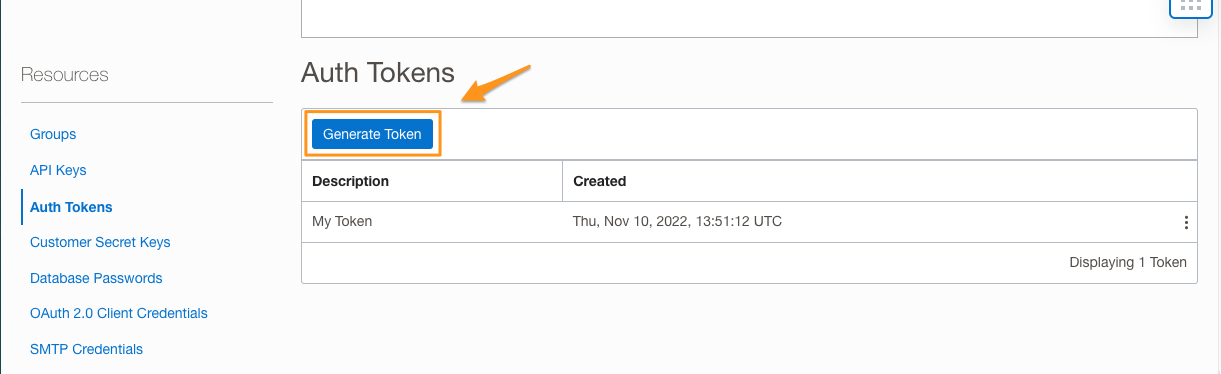 Resources
Groups
API Keys
Auth Tokens
Customer Secret Keys
Database Passwords
OAuth 2.0 Client Credentials
SMTP Credentials
Auth Tokens
Generate Token
Description Created
My Token Thu, Nov 10, 2022, 13:51:12 UTC
Displaying 1 Token